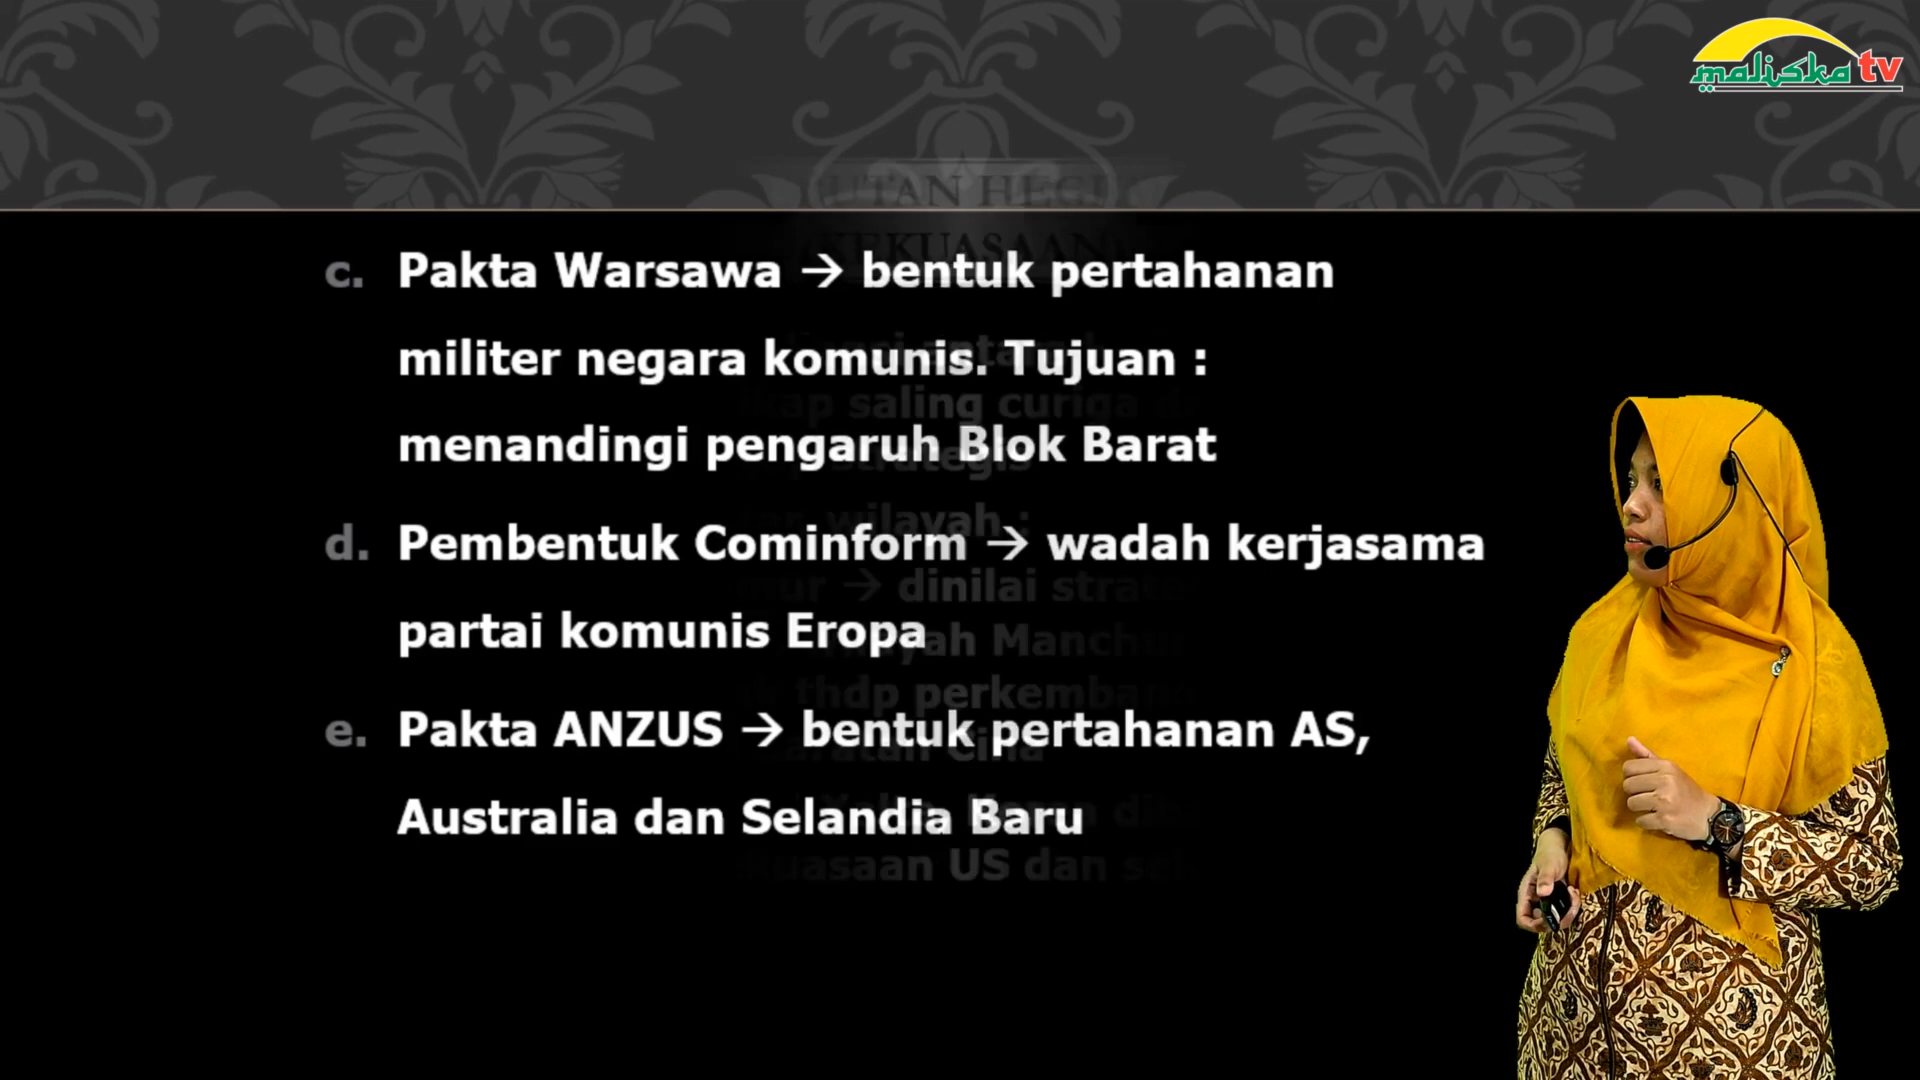 maliska tv
c. Pakta Warsawa → bentuk pertahanan
militer negara komunis. Tujuan :
menandingi pengaruh Blok Barat
d. Pembentuk Cominform → wadah kerjasama
partai komunis Eropa
e. Pakta ANZUS → bentuk pertahanan AS,
Australia dan Selandia Baru